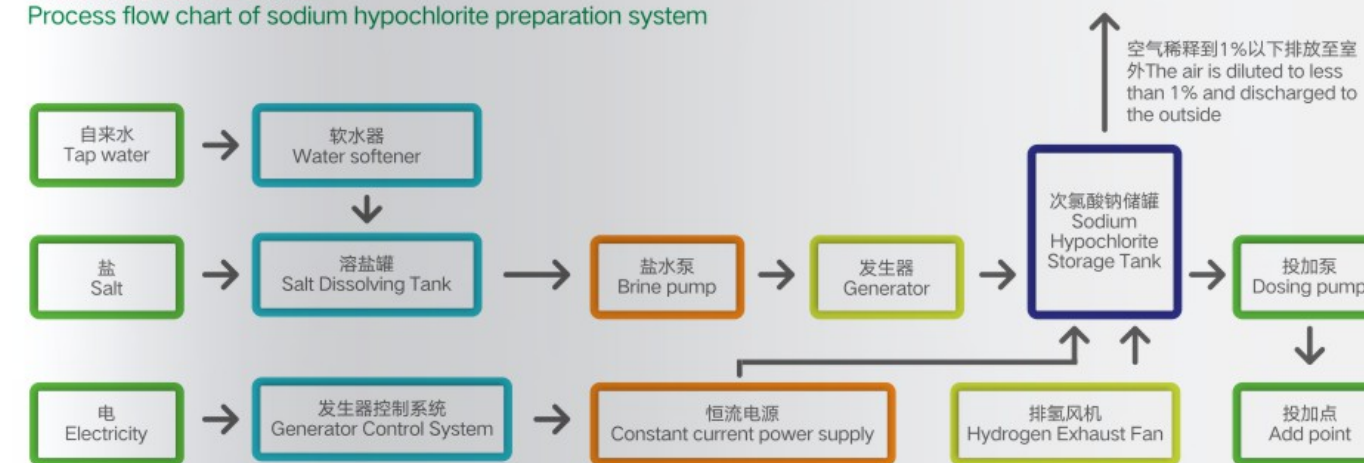 Process flow chart of sodium hypochlorite preparation system
空气稀释到1%以下排放至室
外The air is diluted to less
than 1% and discharged to
the outside
自来水
Tap water
软水器
Water softener
盐
Salt
溶盐罐
Salt Dissolving Tank
盐水泵
Brine pump
发生器
Generator
次氯酸钠储罐
Sodium
Hypochlorite
Storage Tank
投加泵
Dosing pump
电
Electricity
发生器控制系统
Generator Control System
恒流电源
Constant current power supply
排氢风机
Hydrogen Exhaust Fan
投加点
Add point